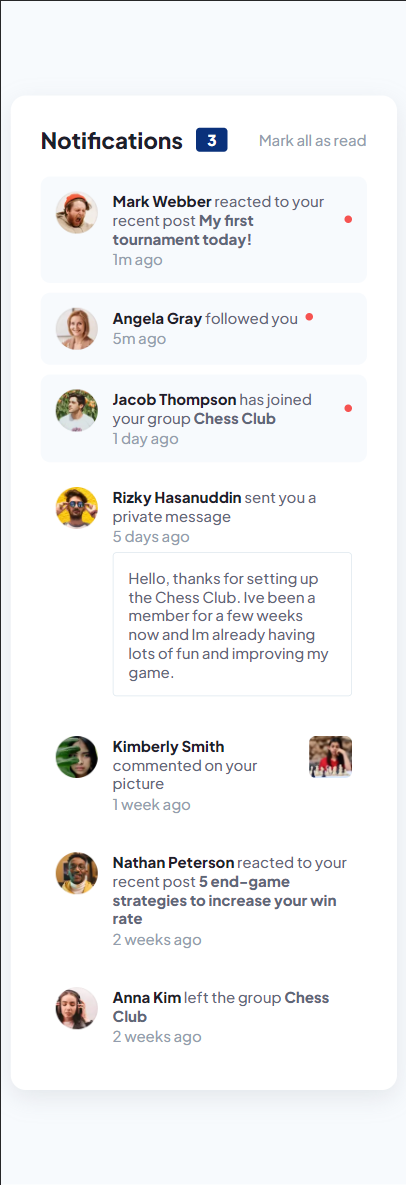 Notifications 3 Mark all as read
Mark Webber reacted to your
recent post My first
tournament today!
1m ago
Angela Gray followed you
5m ago
Jacob Thompson has joined
your group Chess Club
1 day ago
Rizky Hasanuddin sent you a
private message
5 days ago
Hello, thanks for setting up
the Chess Club. Ive been a
member for a few weeks
now and Im already having
lots of fun and improving my
game.
Kimberly Smith
commented on your
picture
1 week ago
Nathan Peterson reacted to your
recent post 5 end-game
strategies to increase your win
rate
2 weeks ago
Anna Kim left the group Chess
Club
2 weeks ago